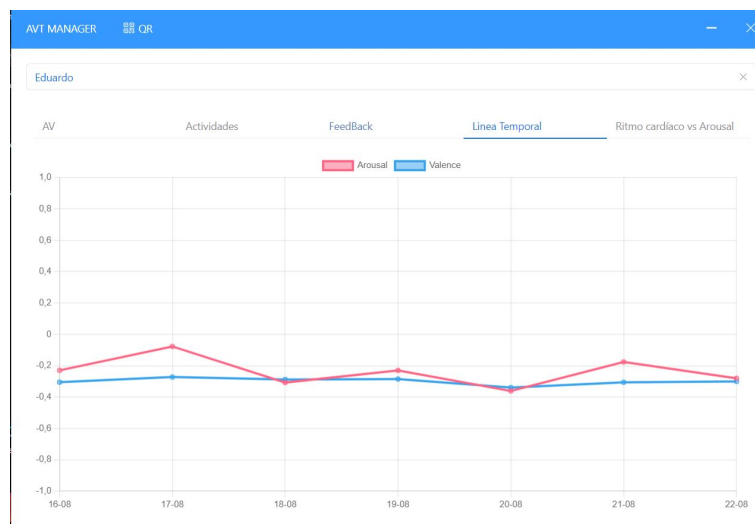 AVT MANAGER QR
Eduardo
AV Actividades FeedBack Linea Temporal Ritmo cardíaco vs Arousal
Arousal Valence
1,0
0,8
0,6
0,4
0,2
0
-0,2
-0,4
-0,6
-0,8
-1,0
16-08 17-08 18-08 19-08 20-08 21-08 22-08